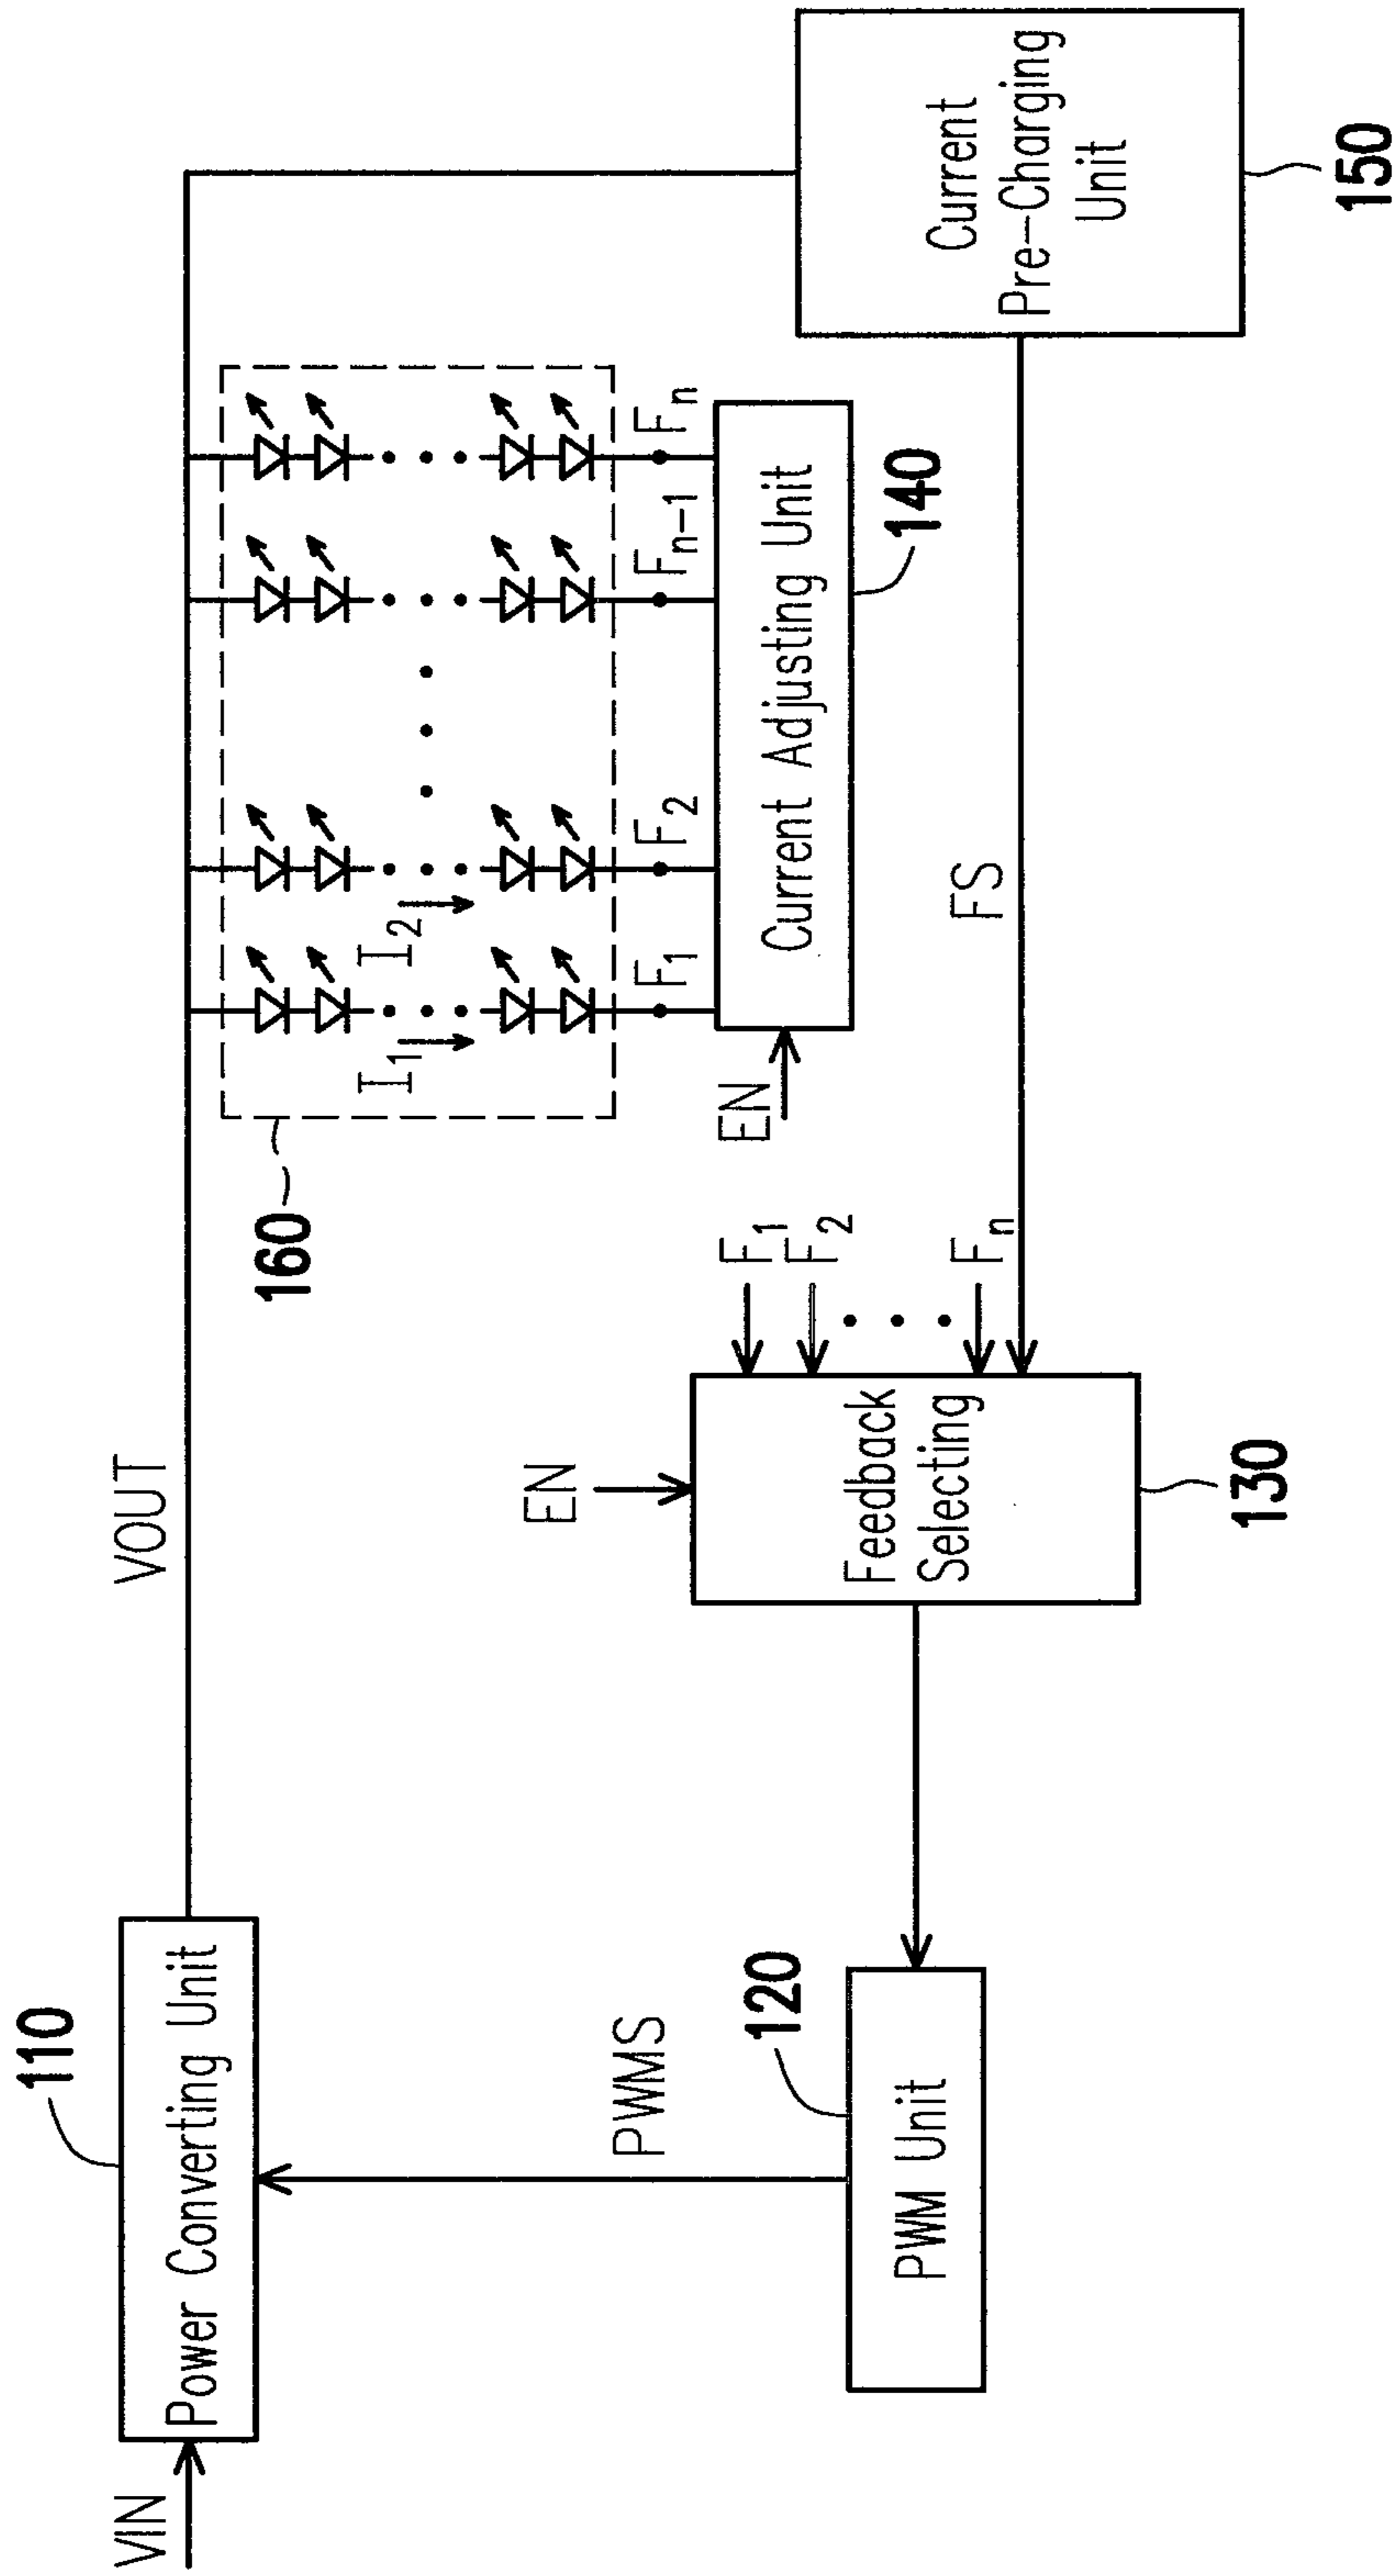 110
VIN
Power Converting Unit
VOUT
160
I1
I2
F1
F2
Fn-1
Fn
EN
Current Adjusting Unit
140
PWMS
120
PWM Unit
EN
Feedback
Selecting
130
F1
F2
Fn
FS
Current
Pre-Charging
Unit
150